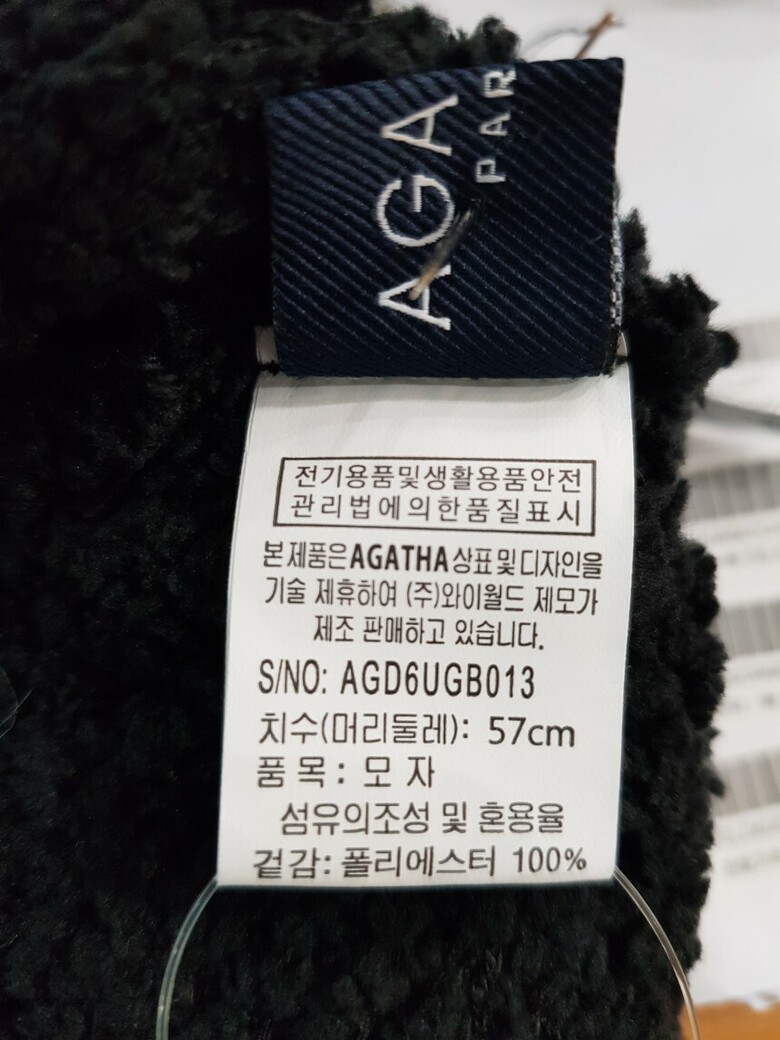 AGA
PAR
전기용품및생활용품안전
관리법에의한품질표시
본제품은AGATHA상표및디자인을
기술 제휴하여 (주)와이월드 제모가
제조 판매하고 있습니다.
S/NO: AGD6UGB013
치수(머리둘레): 57cm
품 목 : 모 자
섬유의조성 및 혼용율
겉감: 폴리에스터 100%